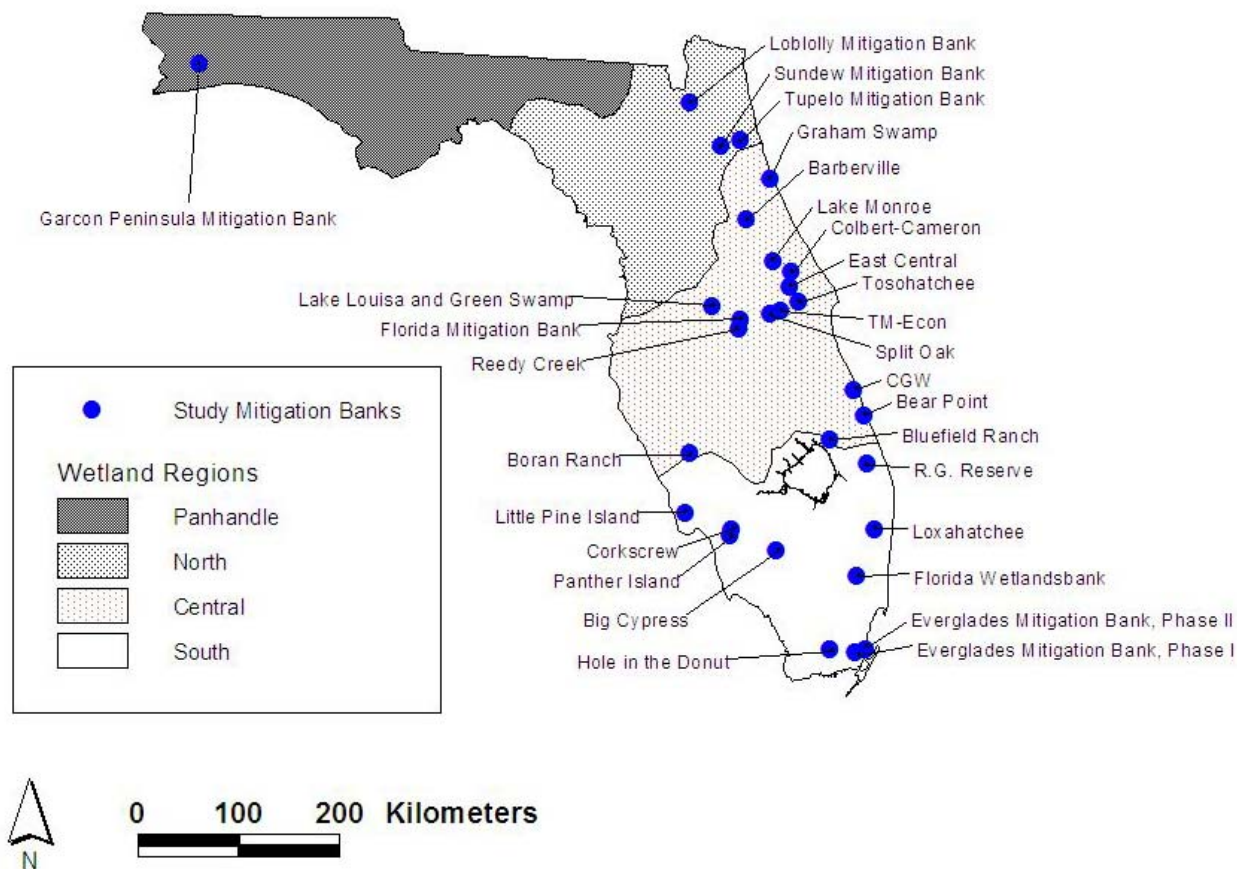 Loblolly Mitigation Bank
Sundew Mitigation Bank
Tupelo Mitigation Bank
Graham Swamp
Barberville
Garcon Peninsula Mitigation Bank
Lake Monroe
Colbert-Cameron
East Central
Tosohatchee
Lake Louisa and Green Swamp
TM-Econ
Florida Mitigation Bank
Split Oak
Reedy Creek
CGW
Bear Point
Bluefield Ranch
Boran Ranch
R.G. Reserve
Little Pine Island
Loxahatchee
Corkscrew
Panther Island
Florida Wetlandsbank
Big Cypress
Everglades Mitigation Bank, Phase II
Hole in the Donut
Everglades Mitigation Bank, Phase I
Study Mitigation Banks
Wetland Regions
Panhandle
North
Central
South
0 100 200 Kilometers
N